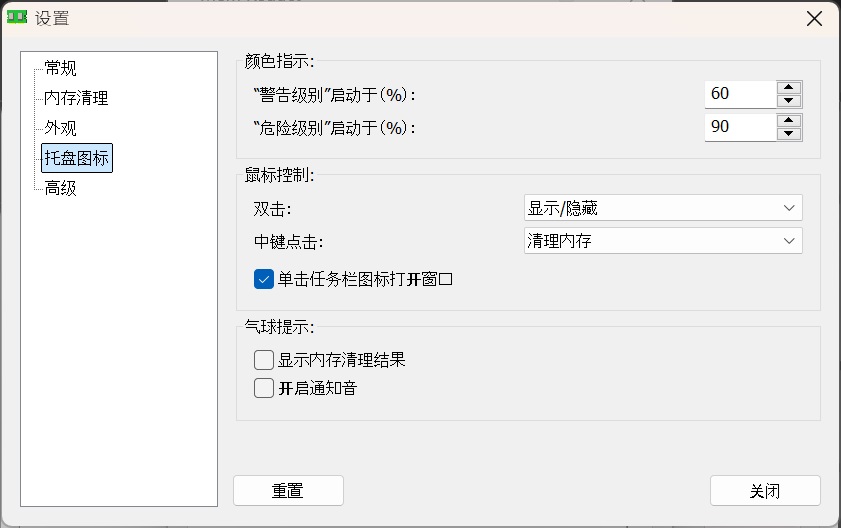 设置
常规
内存清理
外观
托盘图标
高级
颜色指示:
“警告级别”启动于(%)： 60
“危险级别”启动于(%)： 90
鼠标控制:
双击: 显示/隐藏
中键点击: 清理内存
单击任务栏图标打开窗口
气球提示:
显示内存清理结果
开启通知音
重置 关闭